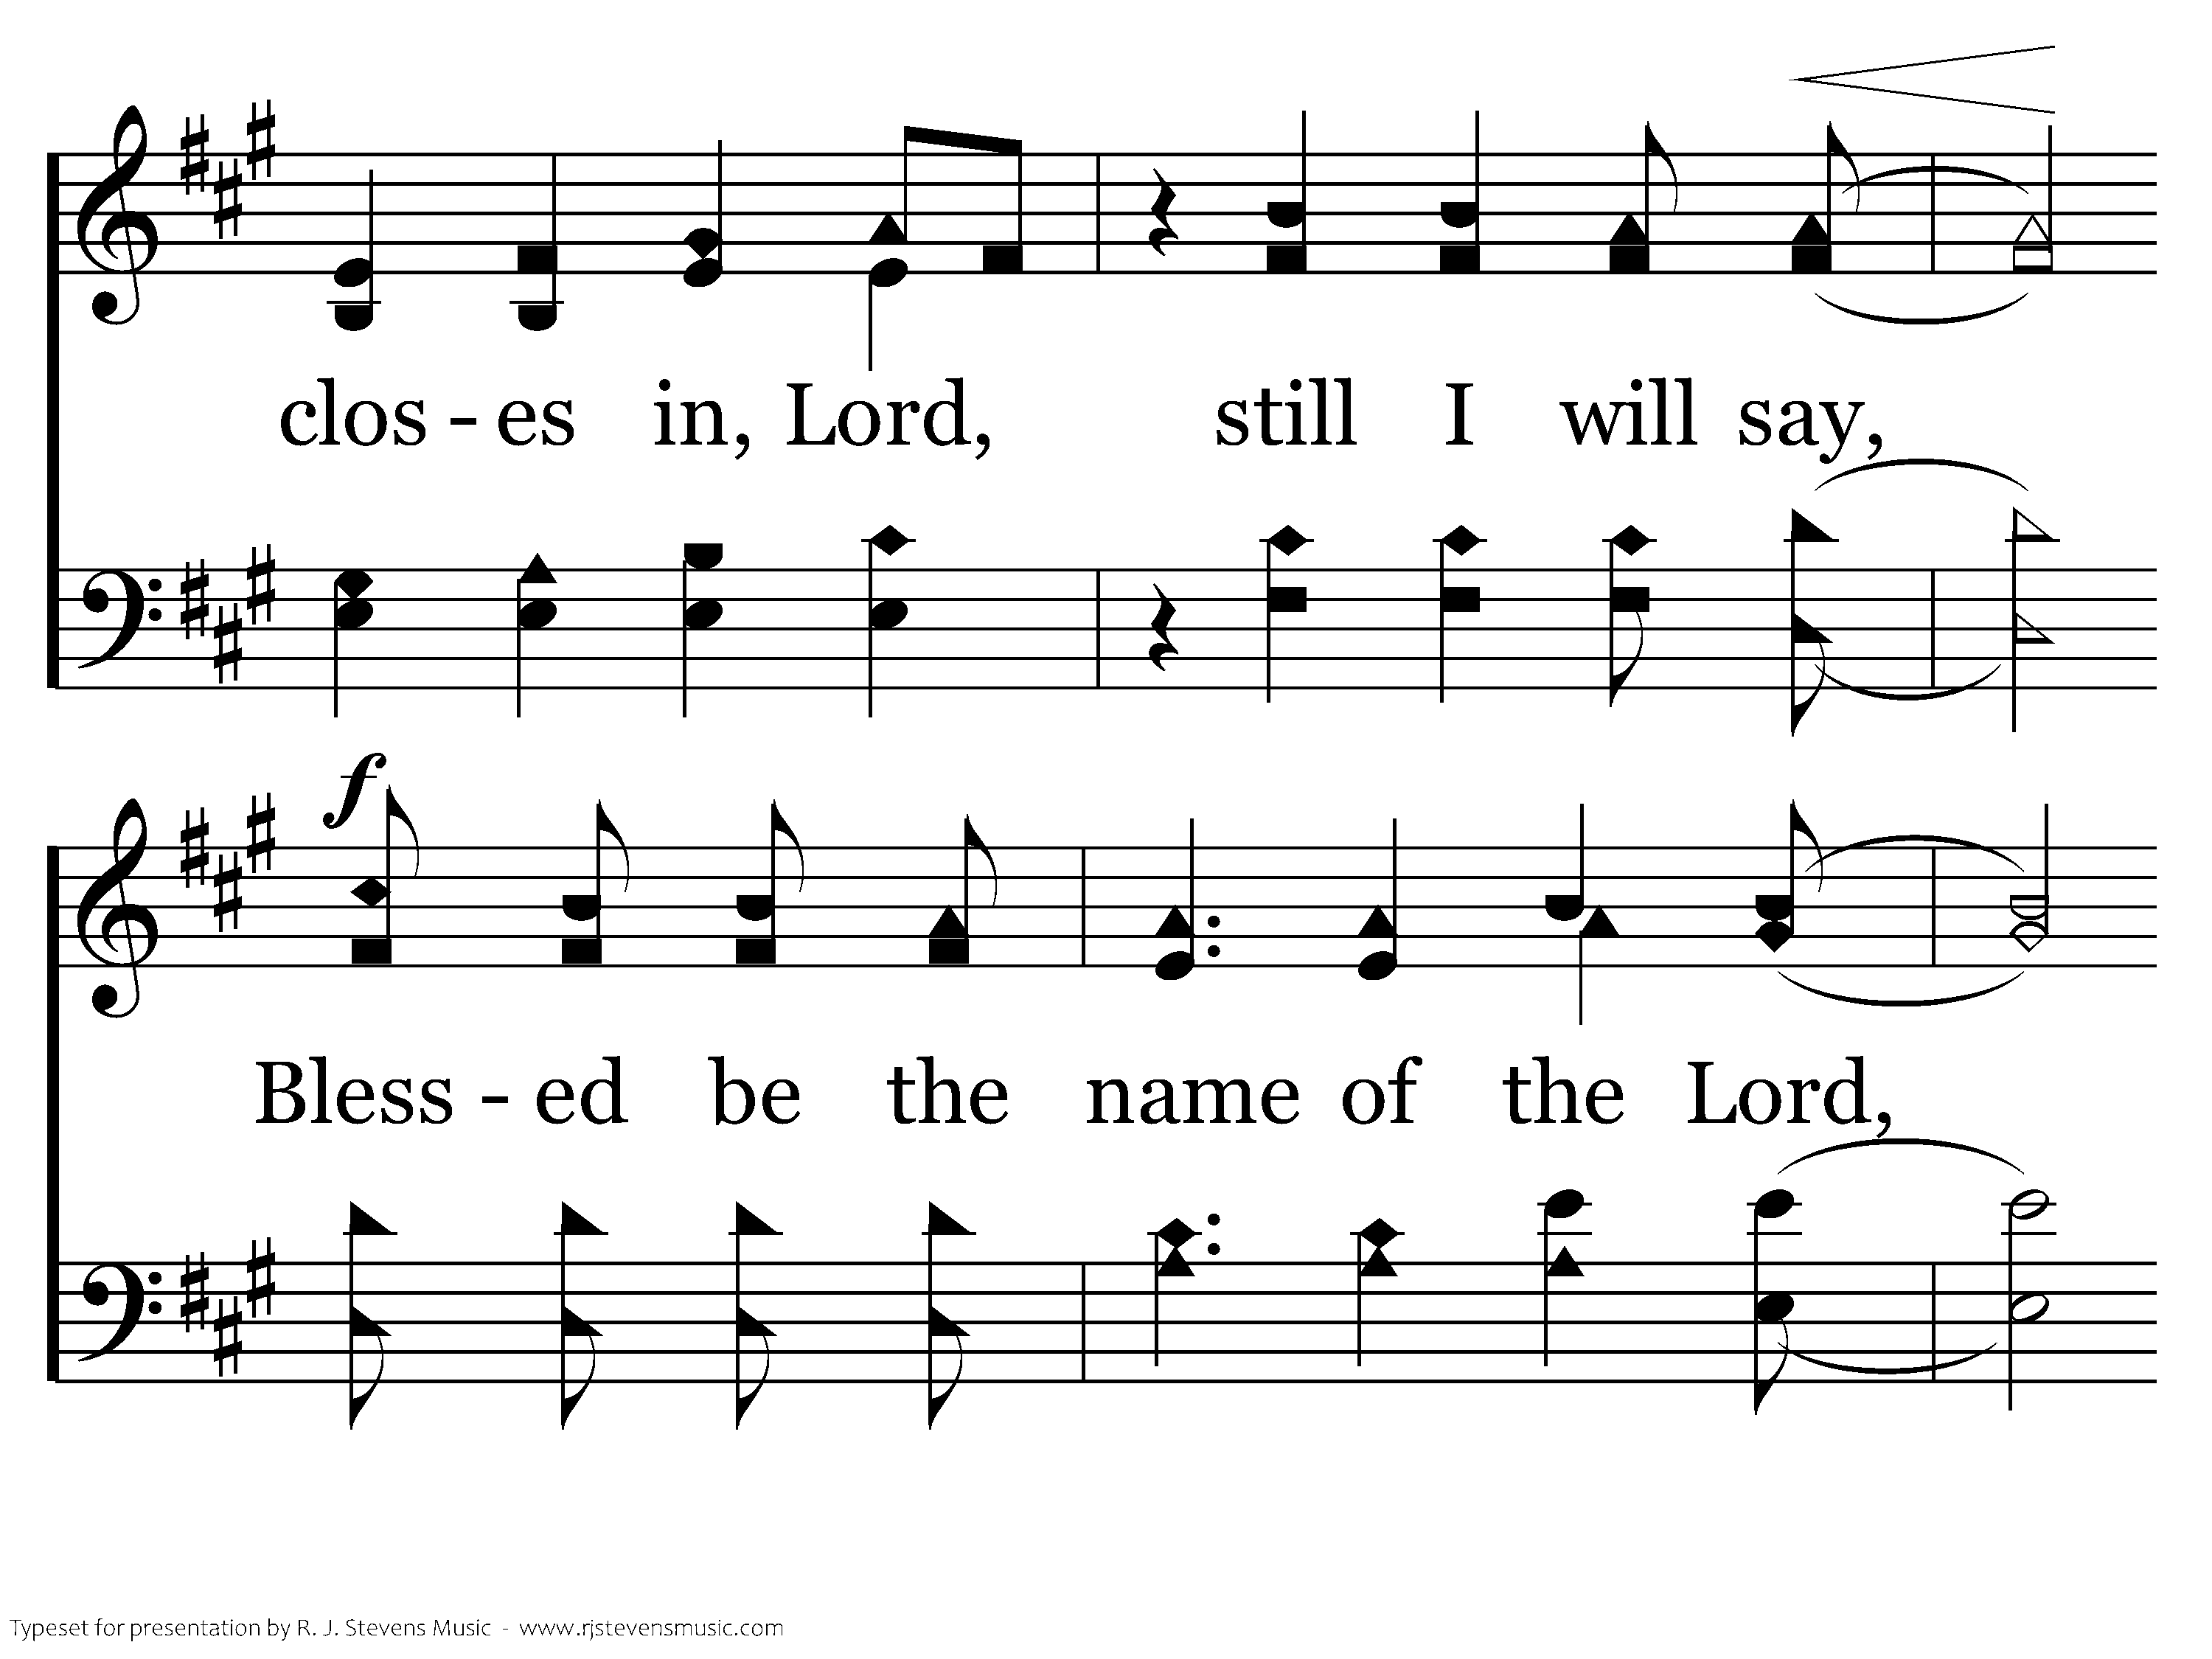 clos - es in, Lord, still I will say,
f
Bless - ed be the name of the Lord,
Typeset for presentation by R. J. Stevens Music - www.rjstevensmusic.com